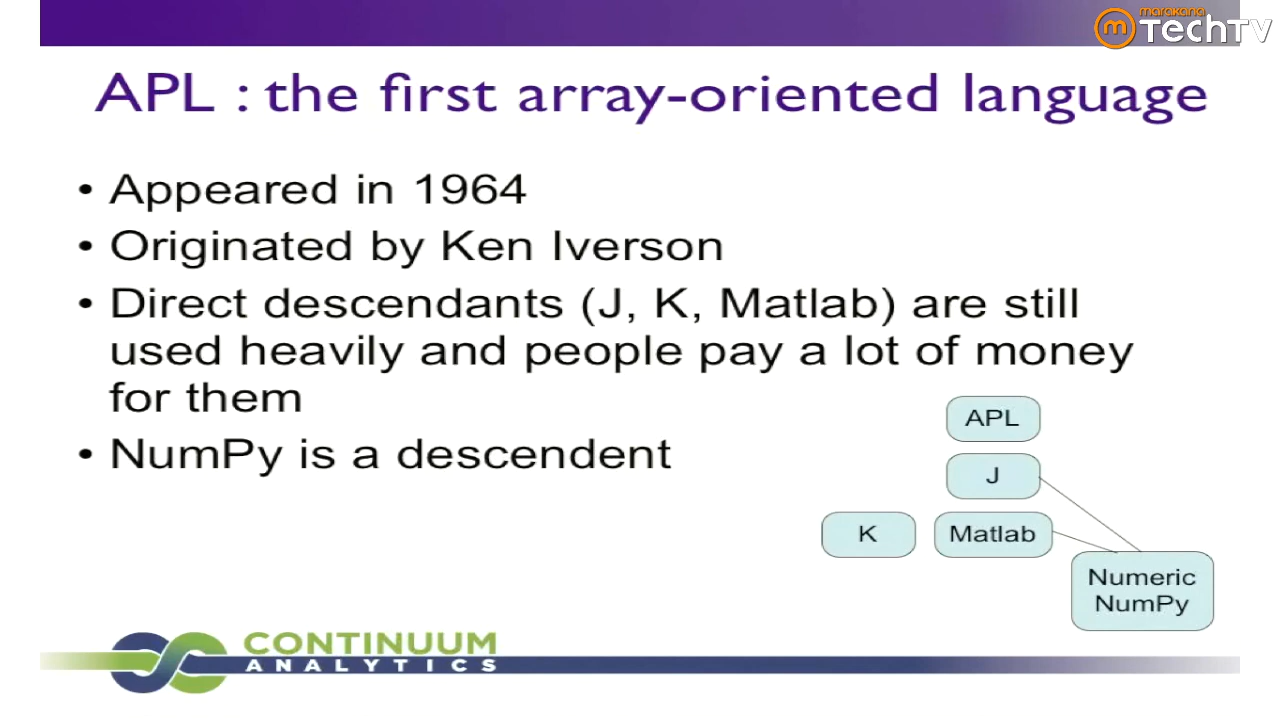 marakana
m TechTV
APL : the first array-oriented language
• Appeared in 1964
• Originated by Ken Iverson
• Direct descendants (J, K, Matlab) are still
used heavily and people pay a lot of money
for them
• NumPy is a descendent
APL
J
K
Matlab
Numeric
NumPy
CONTINUUM
ANALYTICS